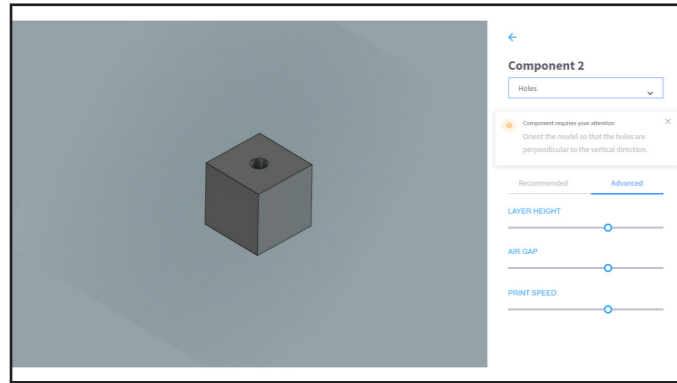 Component 2
Holes
Component requires your attention
Orient the model so that the holes are
perpendicular to the vertical direction.
Recommended Advanced
LAYER HEIGHT
AIR GAP
PRINT SPEED